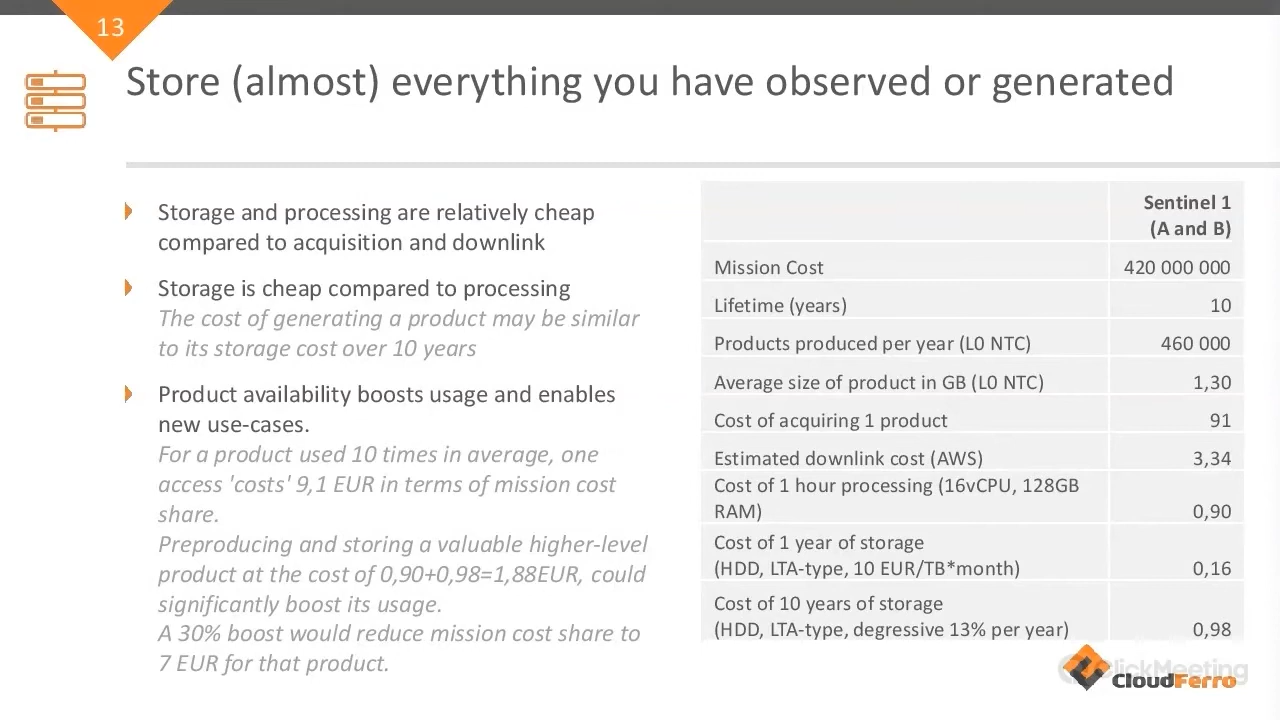 13
Store (almost) everything you have observed or generated
Storage and processing are relatively cheap
compared to acquisition and downlink
Storage is cheap compared to processing
The cost of generating a product may be similar
to its storage cost over 10 years
Product availability boosts usage and enables
new use-cases.
For a product used 10 times in average, one
access 'costs' 9,1 EUR in terms of mission cost
share.
Preproducing and storing a valuable higher-level
product at the cost of 0,90+0,98=1,88EUR, could
significantly boost its usage.
A 30% boost would reduce mission cost share to
7 EUR for that product.
Sentinel 1
(A and B)
Mission Cost 420 000 000
Lifetime (years) 10
Products produced per year (L0 NTC) 460 000
Average size of product in GB (L0 NTC) 1,30
Cost of acquiring 1 product 91
Estimated downlink cost (AWS) 3,34
Cost of 1 hour processing (16vCPU, 128GB
RAM) 0,90
Cost of 1 year of storage
(HDD, LTA-type, 10 EUR/TB*month) 0,16
Cost of 10 years of storage
(HDD, LTA-type, degressive 13% per year) 0,98
ClickMeeting
CloudFerro